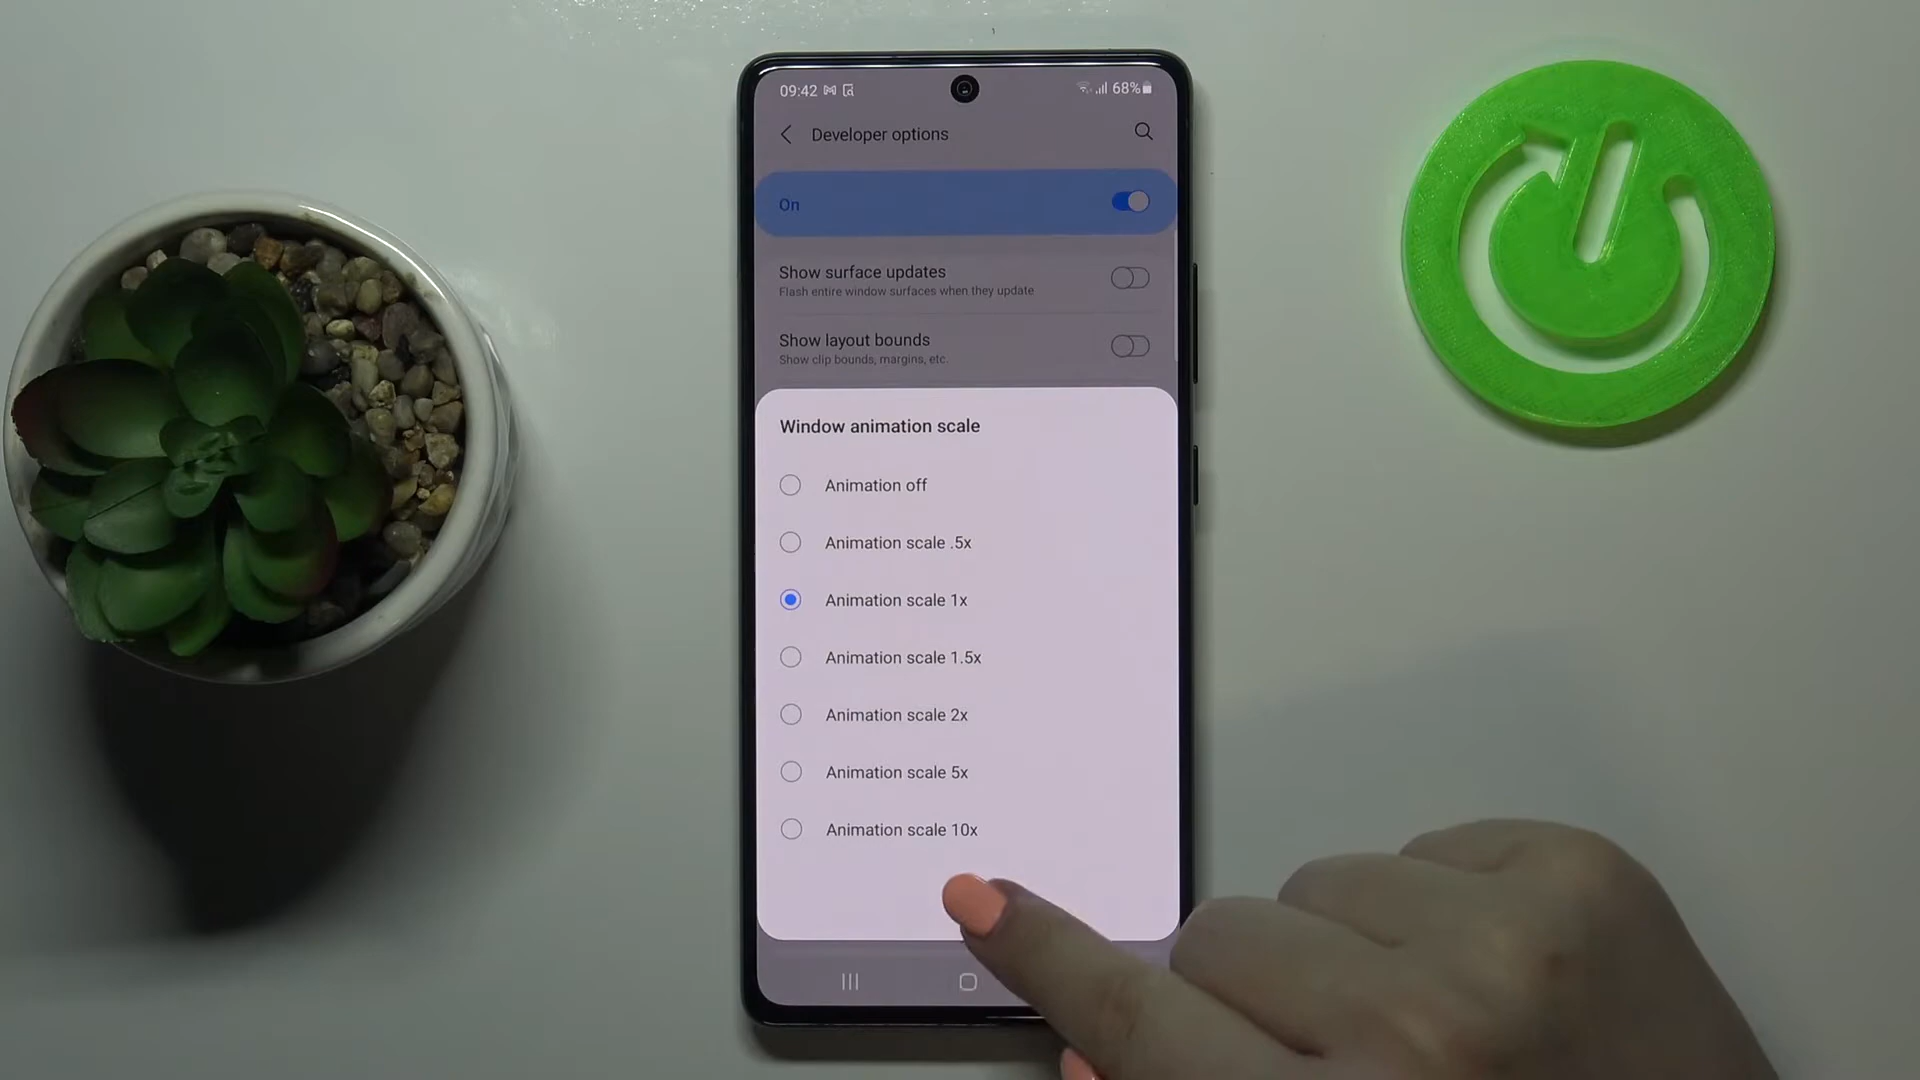 09:42
68%
Developer options
On
Show surface updates
Flash entire window surfaces when they update
Show layout bounds
Show clip bounds, margins, etc.
Window animation scale
Animation off
Animation scale .5x
Animation scale 1x
Animation scale 1.5x
Animation scale 2x
Animation scale 5x
Animation scale 10x